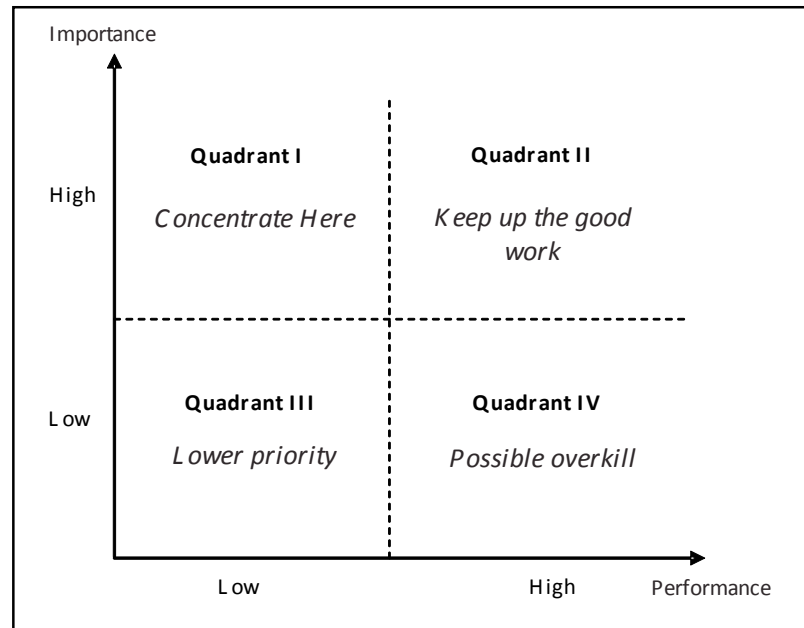 Importance
Quadrant I
Quadrant II
High
Concentrate Here
Keep up the good
work
Quadrant III
Quadrant IV
Low
Lower priority
Possible overkill
Low
High
Performance